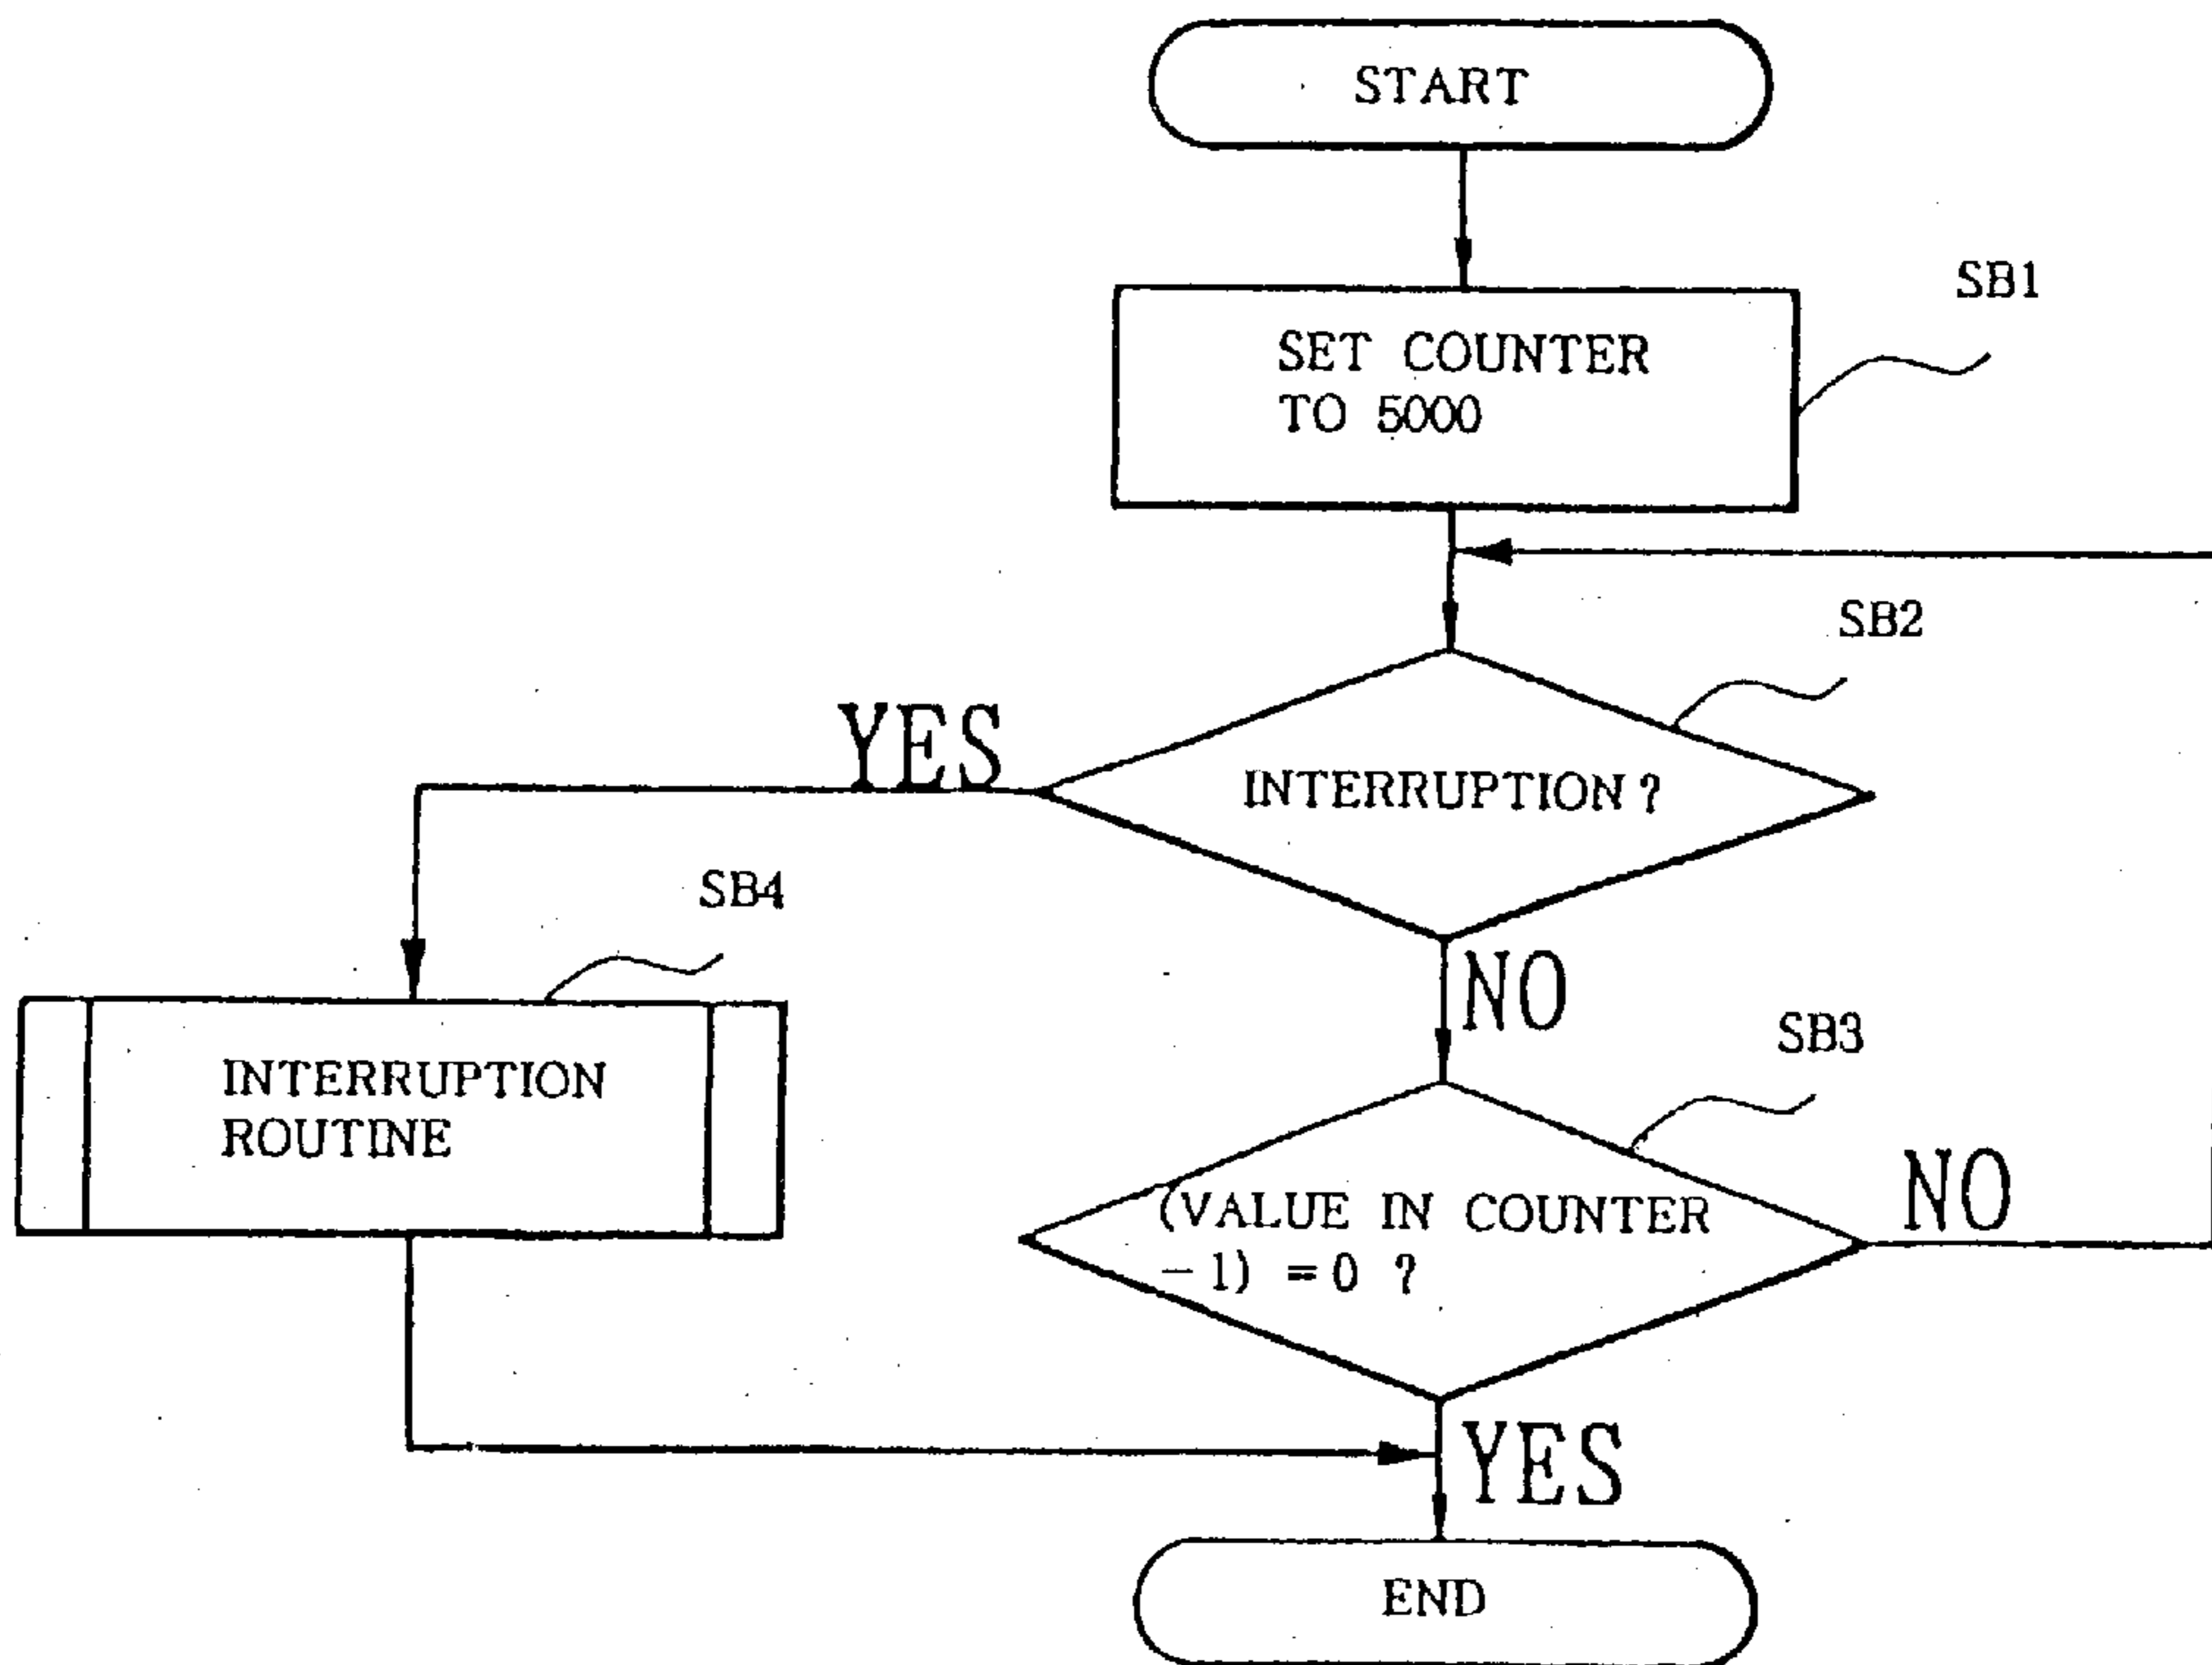 START
SB1
SET COUNTER
TO 5000
SB2
YES
INTERRUPTION ?
SB4
NO
SB3
INTERRUPTION
ROUTINE
NO
(VALUE IN COUNTER
− 1) = 0 ?
YES
END